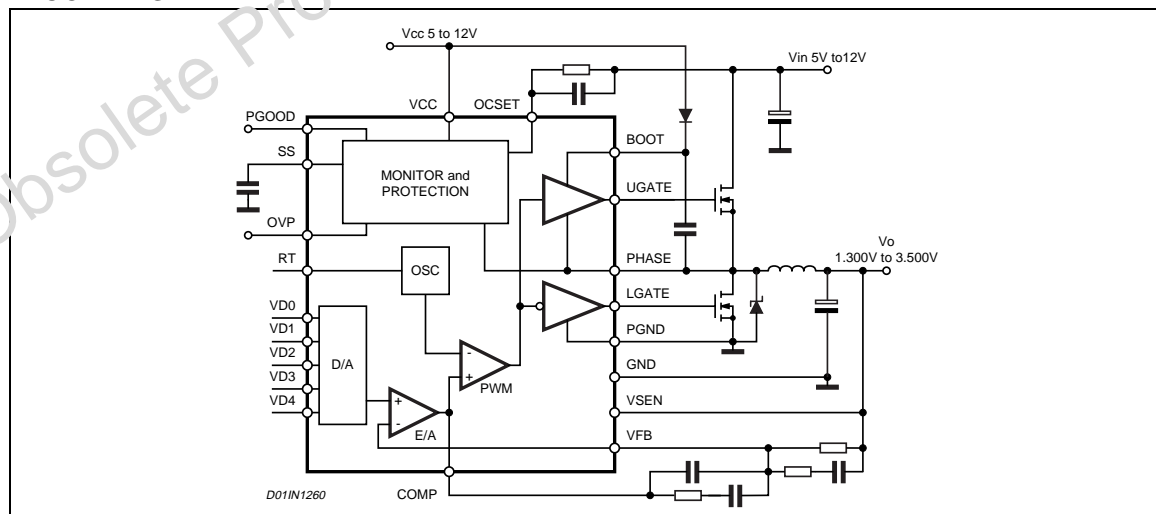 Obsolete Pro
Vcc 5 to 12V
Vin 5V to12V
VCC
OCSET
PGOOD
SS
OVP
RT
VD0
VD1
VD2
VD3
VD4
MONITOR and
PROTECTION
OSC
D/A
+
-
E/A
-
+
PWM
BOOT
UGATE
PHASE
LGATE
PGND
GND
VSEN
VFB
COMP
Vo
1.300V to 3.500V
D01IN1260